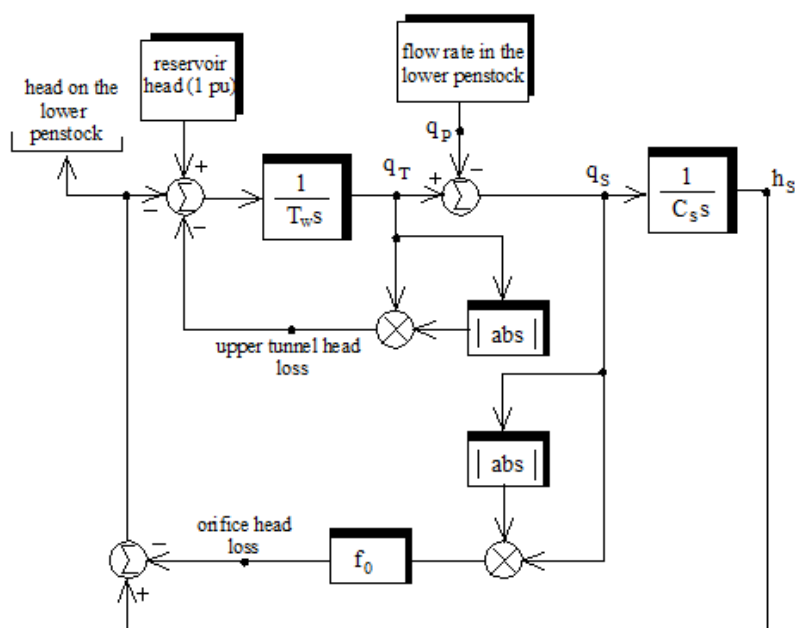 reservoir
head (1 pu)
flow rate in the
lower penstock
head on the
lower
penstock
q_P
+
−
q_T
+
q_S
h_S
−
Σ
1
T_w s
Σ
1
C_s s
−
| abs |
upper tunnel head
loss
| abs |
orifice head
loss
−
Σ
f_0
+